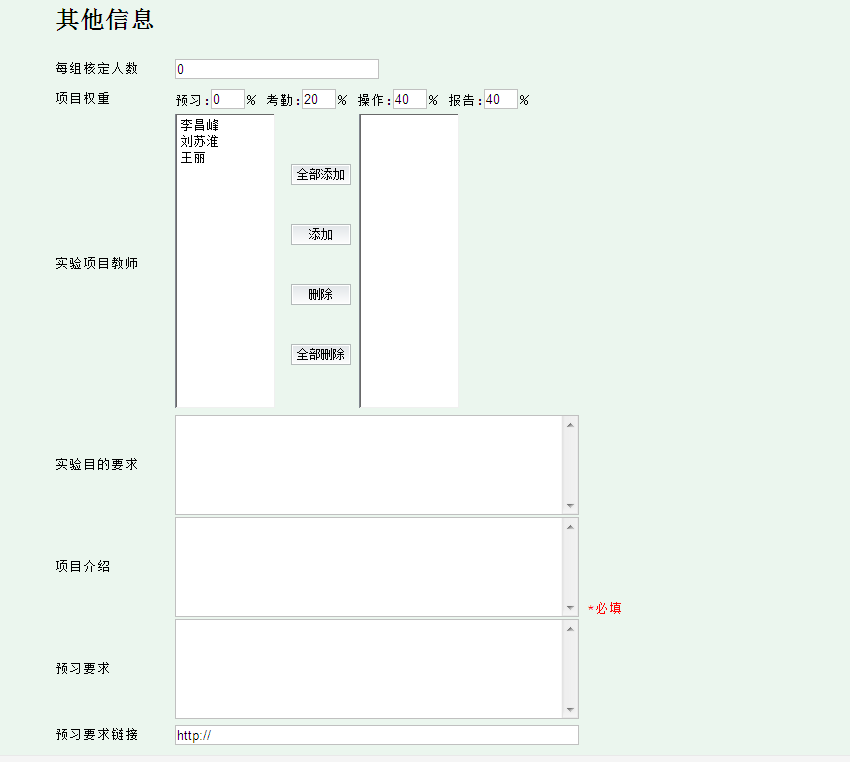 其他信息
每组核定人数 0
项目权重 预习:0 % 考勤:20 % 操作:40 % 报告:40 %
李昌峰
刘苏淮
王丽
全部添加
添加
实验项目教师
删除
全部删除
实验目的要求
项目介绍
*必填
预习要求
预习要求链接 http://